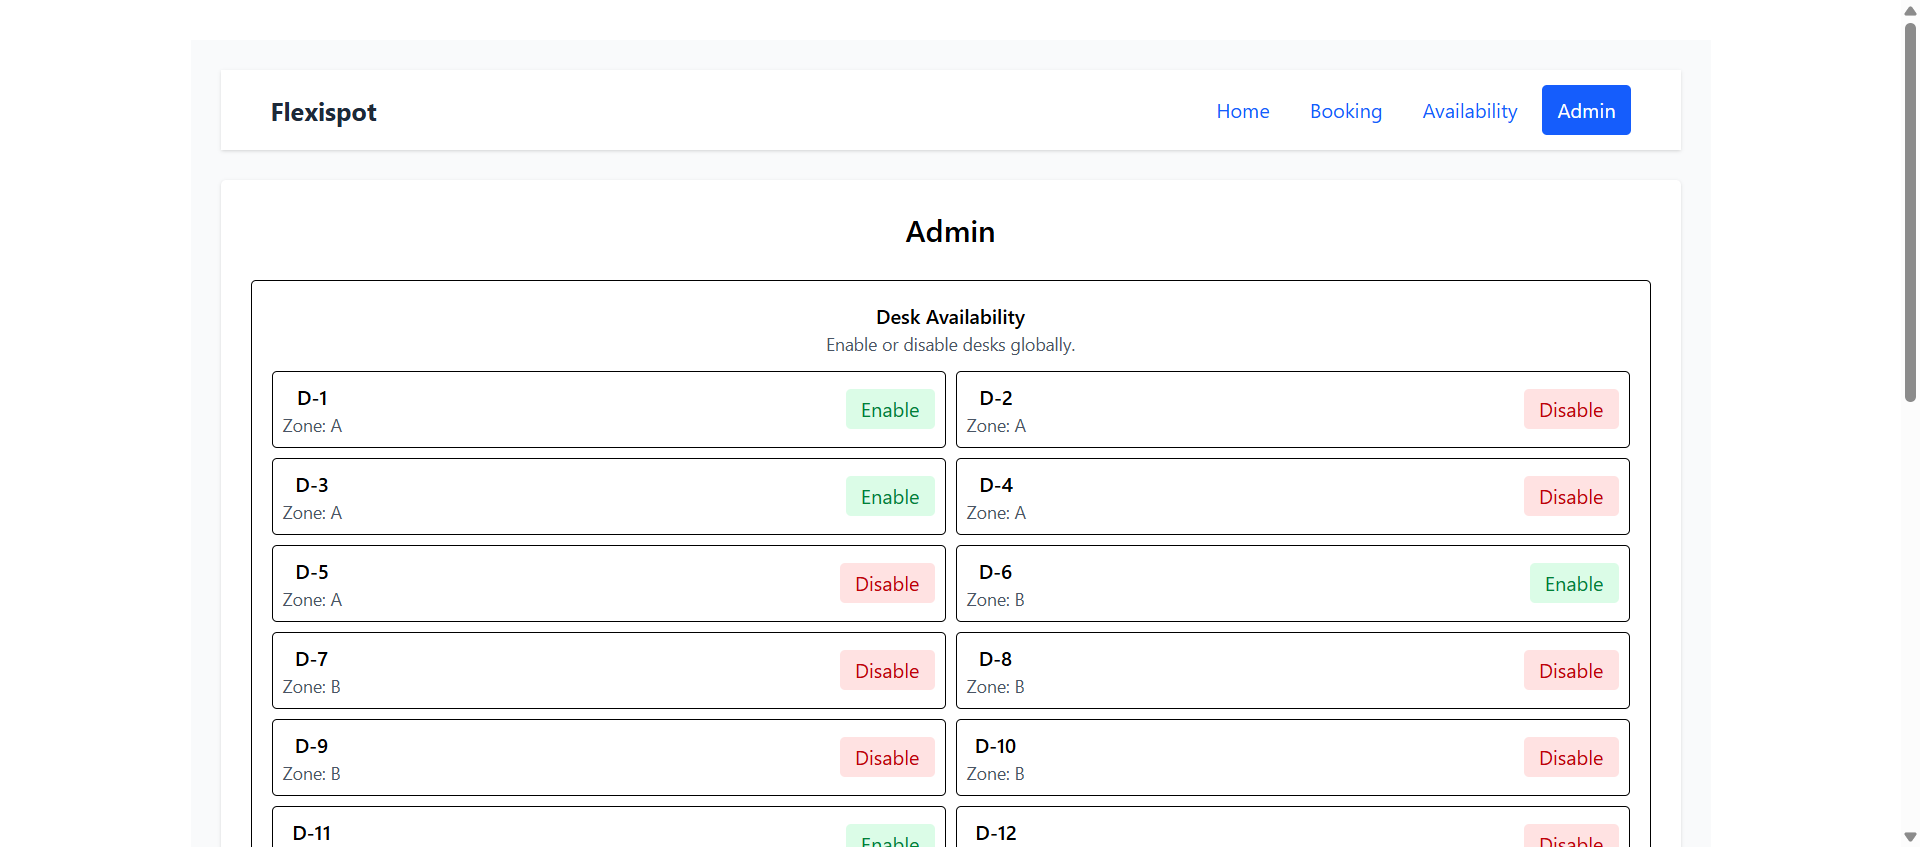 Flexispot
Home Booking Availability Admin
Admin
Desk Availability
Enable or disable desks globally.
D-1
Zone: A
Enable
D-2
Zone: A
Disable
D-3
Zone: A
Enable
D-4
Zone: A
Disable
D-5
Zone: A
Disable
D-6
Zone: B
Enable
D-7
Zone: B
Disable
D-8
Zone: B
Disable
D-9
Zone: B
Disable
D-10
Zone: B
Disable
D-11
Enable
D-12
Disable